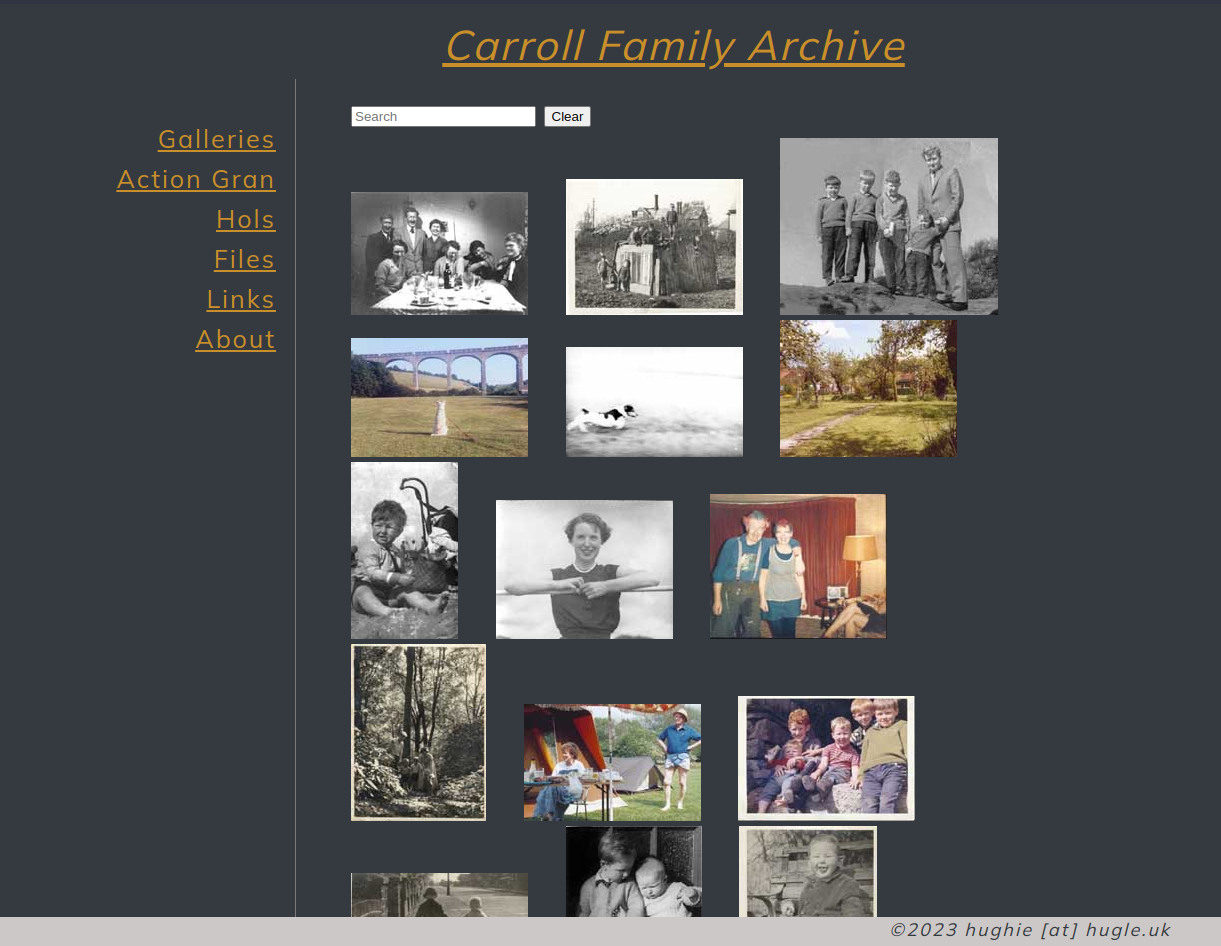 Carroll Family Archive
Search
Clear
Galleries
Action Gran
Hols
Files
Links
About
©2023 hughie [at] hugle.uk